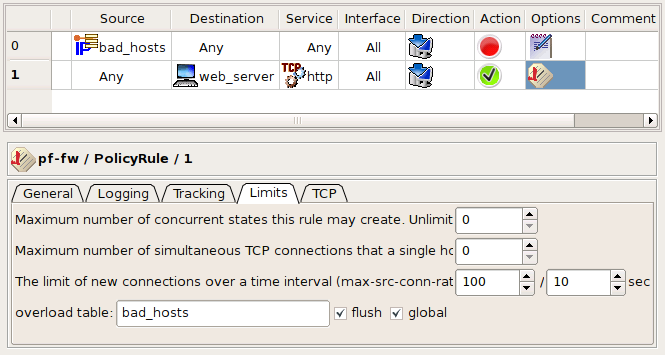 Source Destination Service Interface Direction Action Options Comment
0 bad_hosts Any Any All
1 Any web_server TCP http All
pf-fw / PolicyRule / 1
General Logging Tracking Limits TCP
Maximum number of concurrent states this rule may create. Unlimit 0
Maximum number of simultaneous TCP connections that a single ho 0
The limit of new connections over a time interval (max-src-conn-rat 100 / 10 sec
overload table: bad_hosts flush global